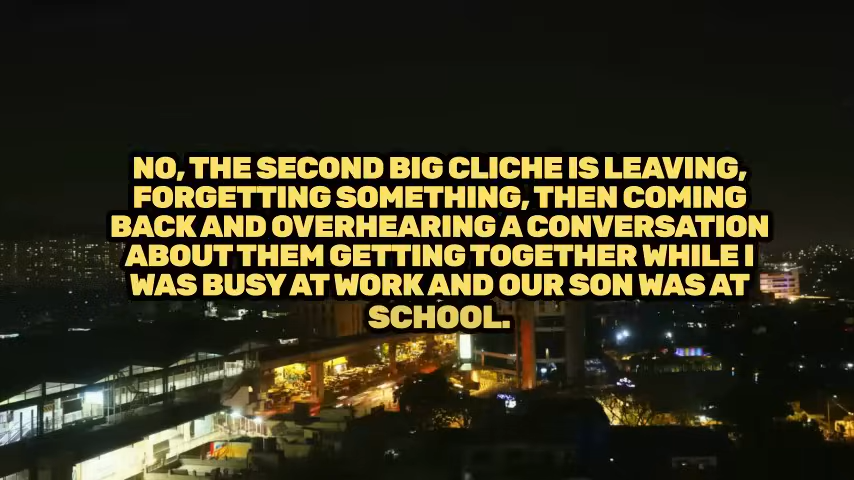 NO, THE SECOND BIG CLICHE IS LEAVING,
FORGETTING SOMETHING, THEN COMING
BACK AND OVERHEARING A CONVERSATION
ABOUT THEM GETTING TOGETHER WHILE I
WAS BUSY AT WORK AND OUR SON WAS AT
SCHOOL.